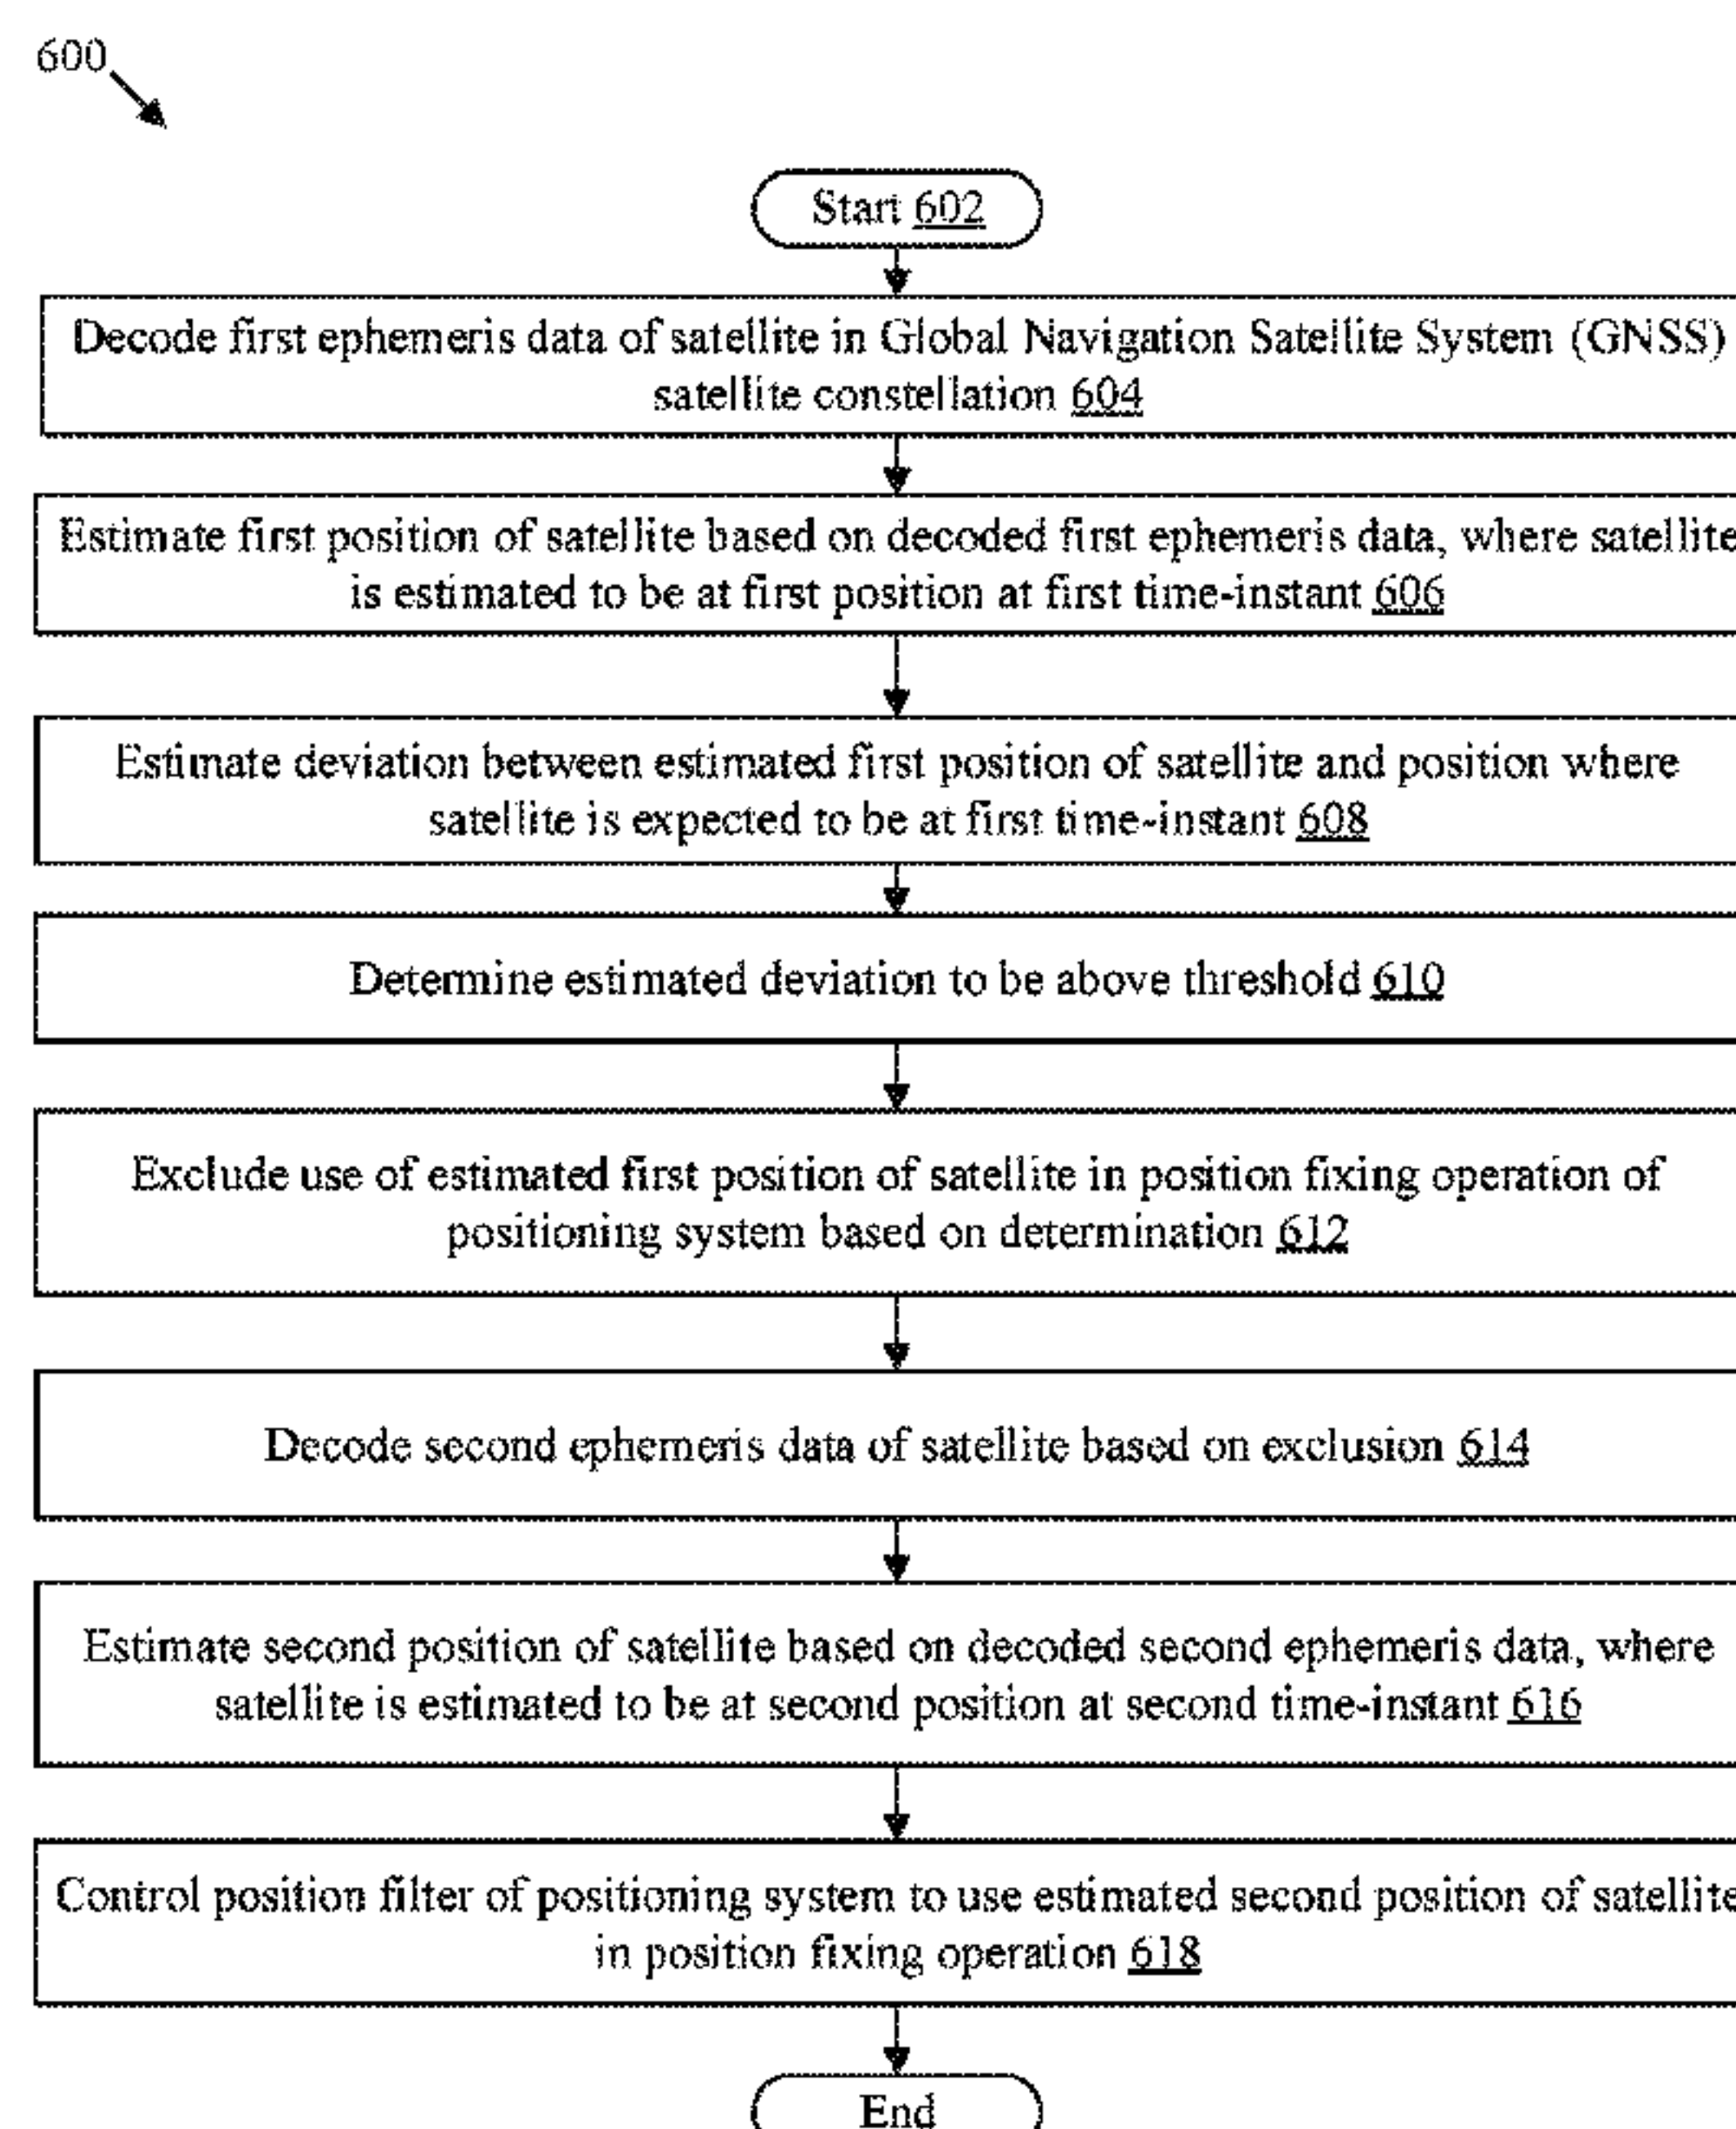 600
Start 602
Decode first ephemeris data of satellite in Global Navigation Satellite System (GNSS)
satellite constellation 604
Estimate first position of satellite based on decoded first ephemeris data, where satellite
is estimated to be at first position at first time-instant 606
Estimate deviation between estimated first position of satellite and position where
satellite is expected to be at first time-instant 608
Determine estimated deviation to be above threshold 610
Exclude use of estimated first position of satellite in position fixing operation of
positioning system based on determination 612
Decode second ephemeris data of satellite based on exclusion 614
Estimate second position of satellite based on decoded second ephemeris data, where
satellite is estimated to be at second position at second time-instant 616
Control position filter of positioning system to use estimated second position of satellite
in position fixing operation 618
End